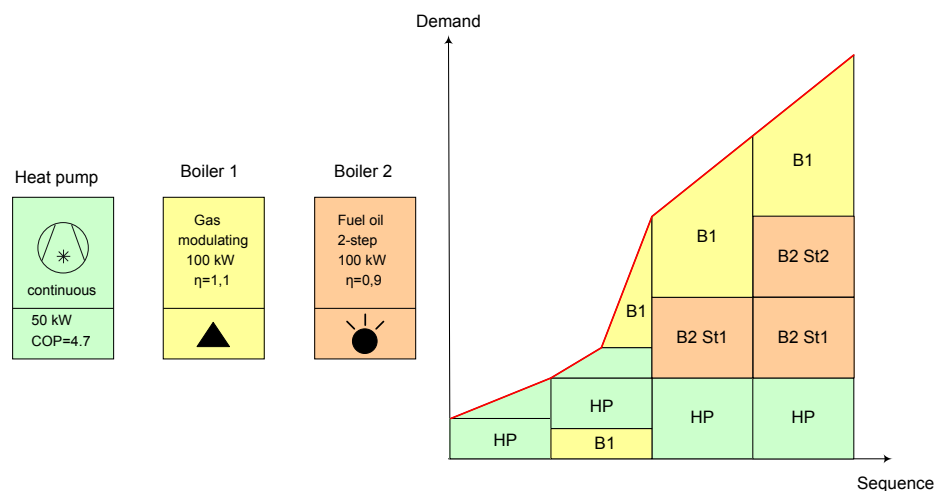 Demand
Heat pump
Boiler 1
Boiler 2
continuous
50 kW
COP=4.7
Gas
modulating
100 kW
η=1,1
Fuel oil
2-step
100 kW
η=0,9
HP
HP
B1
B1
B1
B2 St1
HP
B1
B2 St2
B2 St1
HP
Sequence